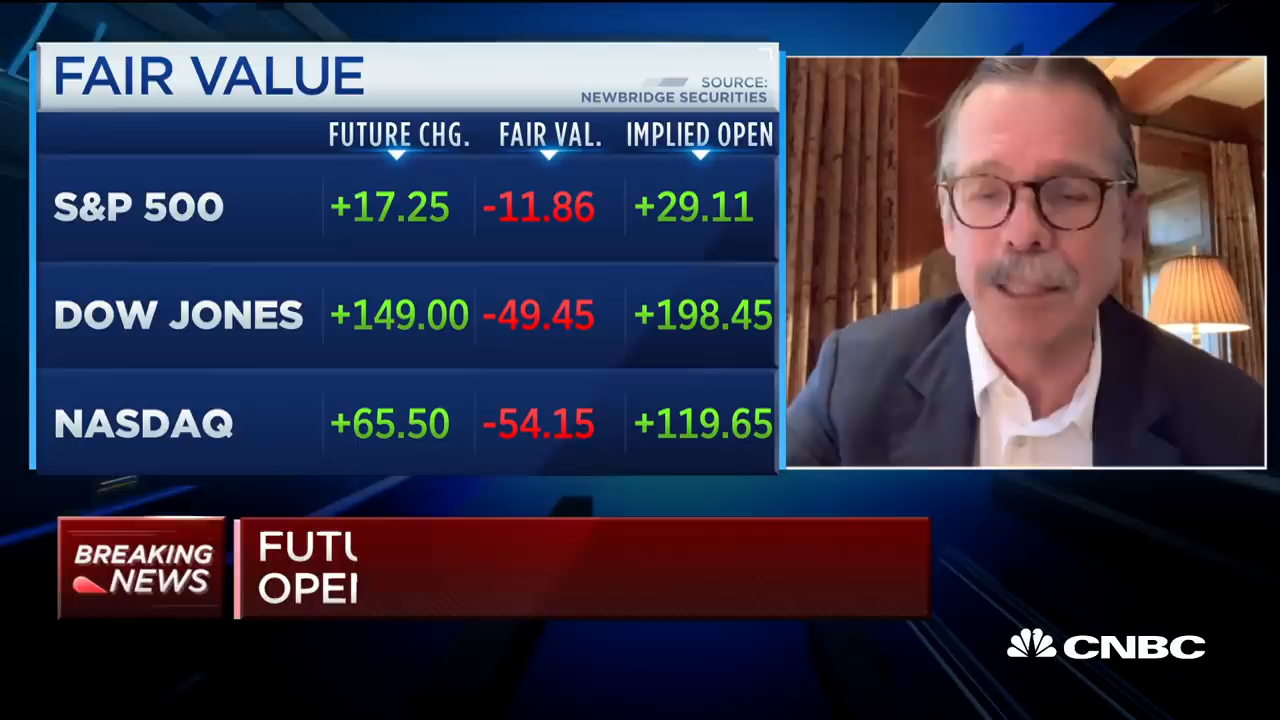 FAIR VALUE
SOURCE:
NEWBRIDGE SECURITIES
FUTURE CHG. FAIR VAL. IMPLIED OPEN
S&P 500 +17.25 -11.86 +29.11
DOW JONES +149.00 -49.45 +198.45
NASDAQ +65.50 -54.15 +119.65
BREAKING
NEWS
CNBC